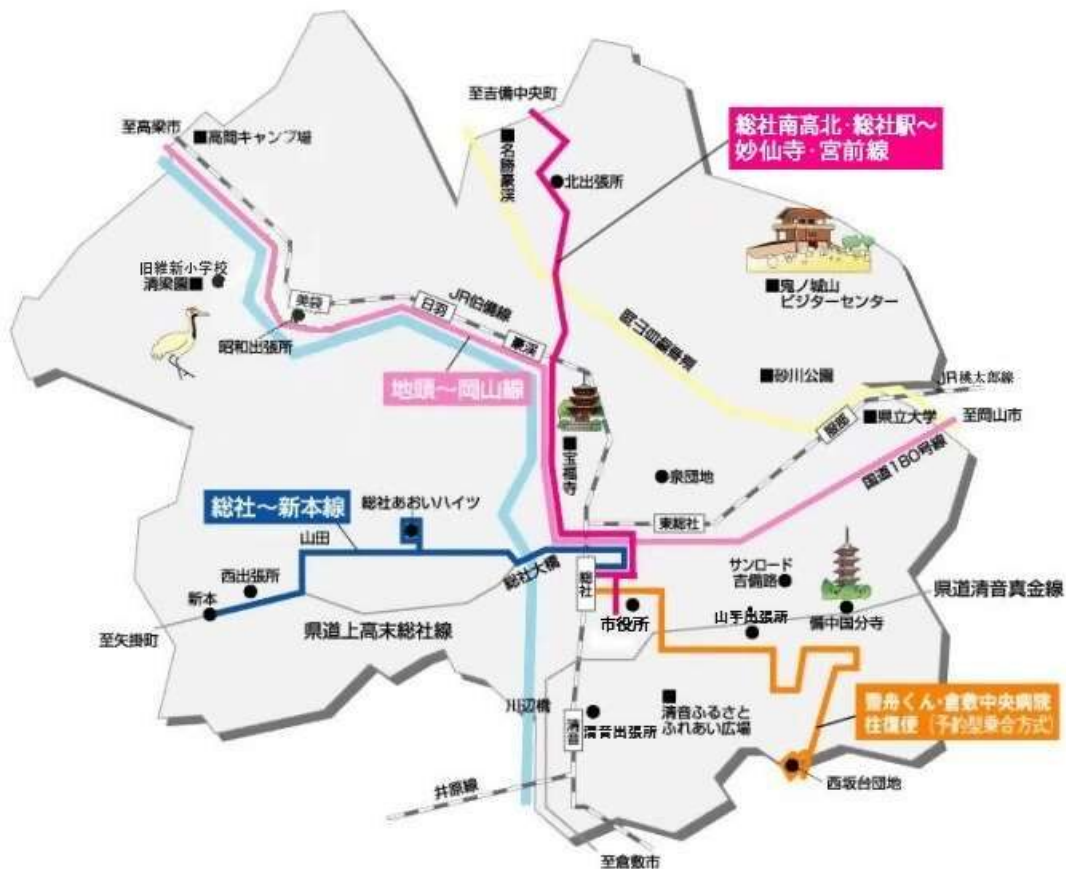 至吉備中央町
総社南高北・総社駅~
妙仙寺・宮前線
至高梁市
■高間キャンプ場
■名勝豪渓
●北出張所
旧維新小学校
清梁園■
■鬼ノ城山
ビジターセンター
美袋
日羽
JR伯備線
豪渓
昭和出張所
岡山自動車道
■砂川公園
JR桃太郎線
地頭~岡山線
服部
■県立大学
至岡山市
■宝福寺
●泉団地
国道180号線
総社~新本線
総社あおいハイツ
東総社
山田
総社大橋
総社
サンロード
吉備路●
西出張所
新本
市役所
山手出張所
備中国分寺
県道清音真金線
至矢掛町
県道上高末総社線
川辺橋
清音
清音出張所
■清音ふるさと
ふれあい広場
雪舟くん・倉敷中央病院
往復便(予約型乗合方式)
西坂台団地
井原線
至倉敷市